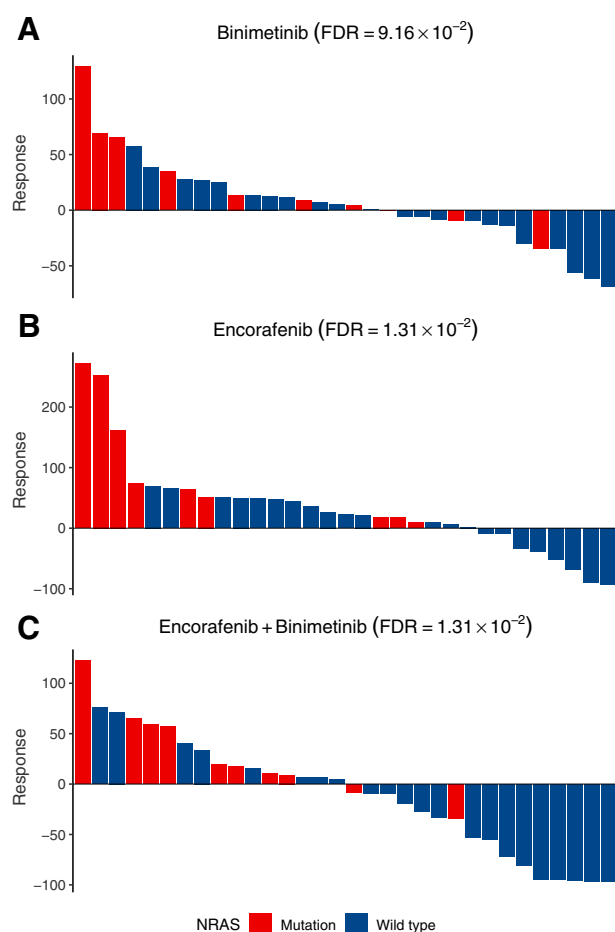 A
Binimetinib (FDR = 9.16 × 10⁻²)
Response
100
50
0
−50
B
Encorafenib (FDR = 1.31 × 10⁻²)
Response
200
100
0
−100
C
Encorafenib + Binimetinib (FDR = 1.31 × 10⁻²)
Response
100
50
0
−50
−100
NRAS Mutation Wild type